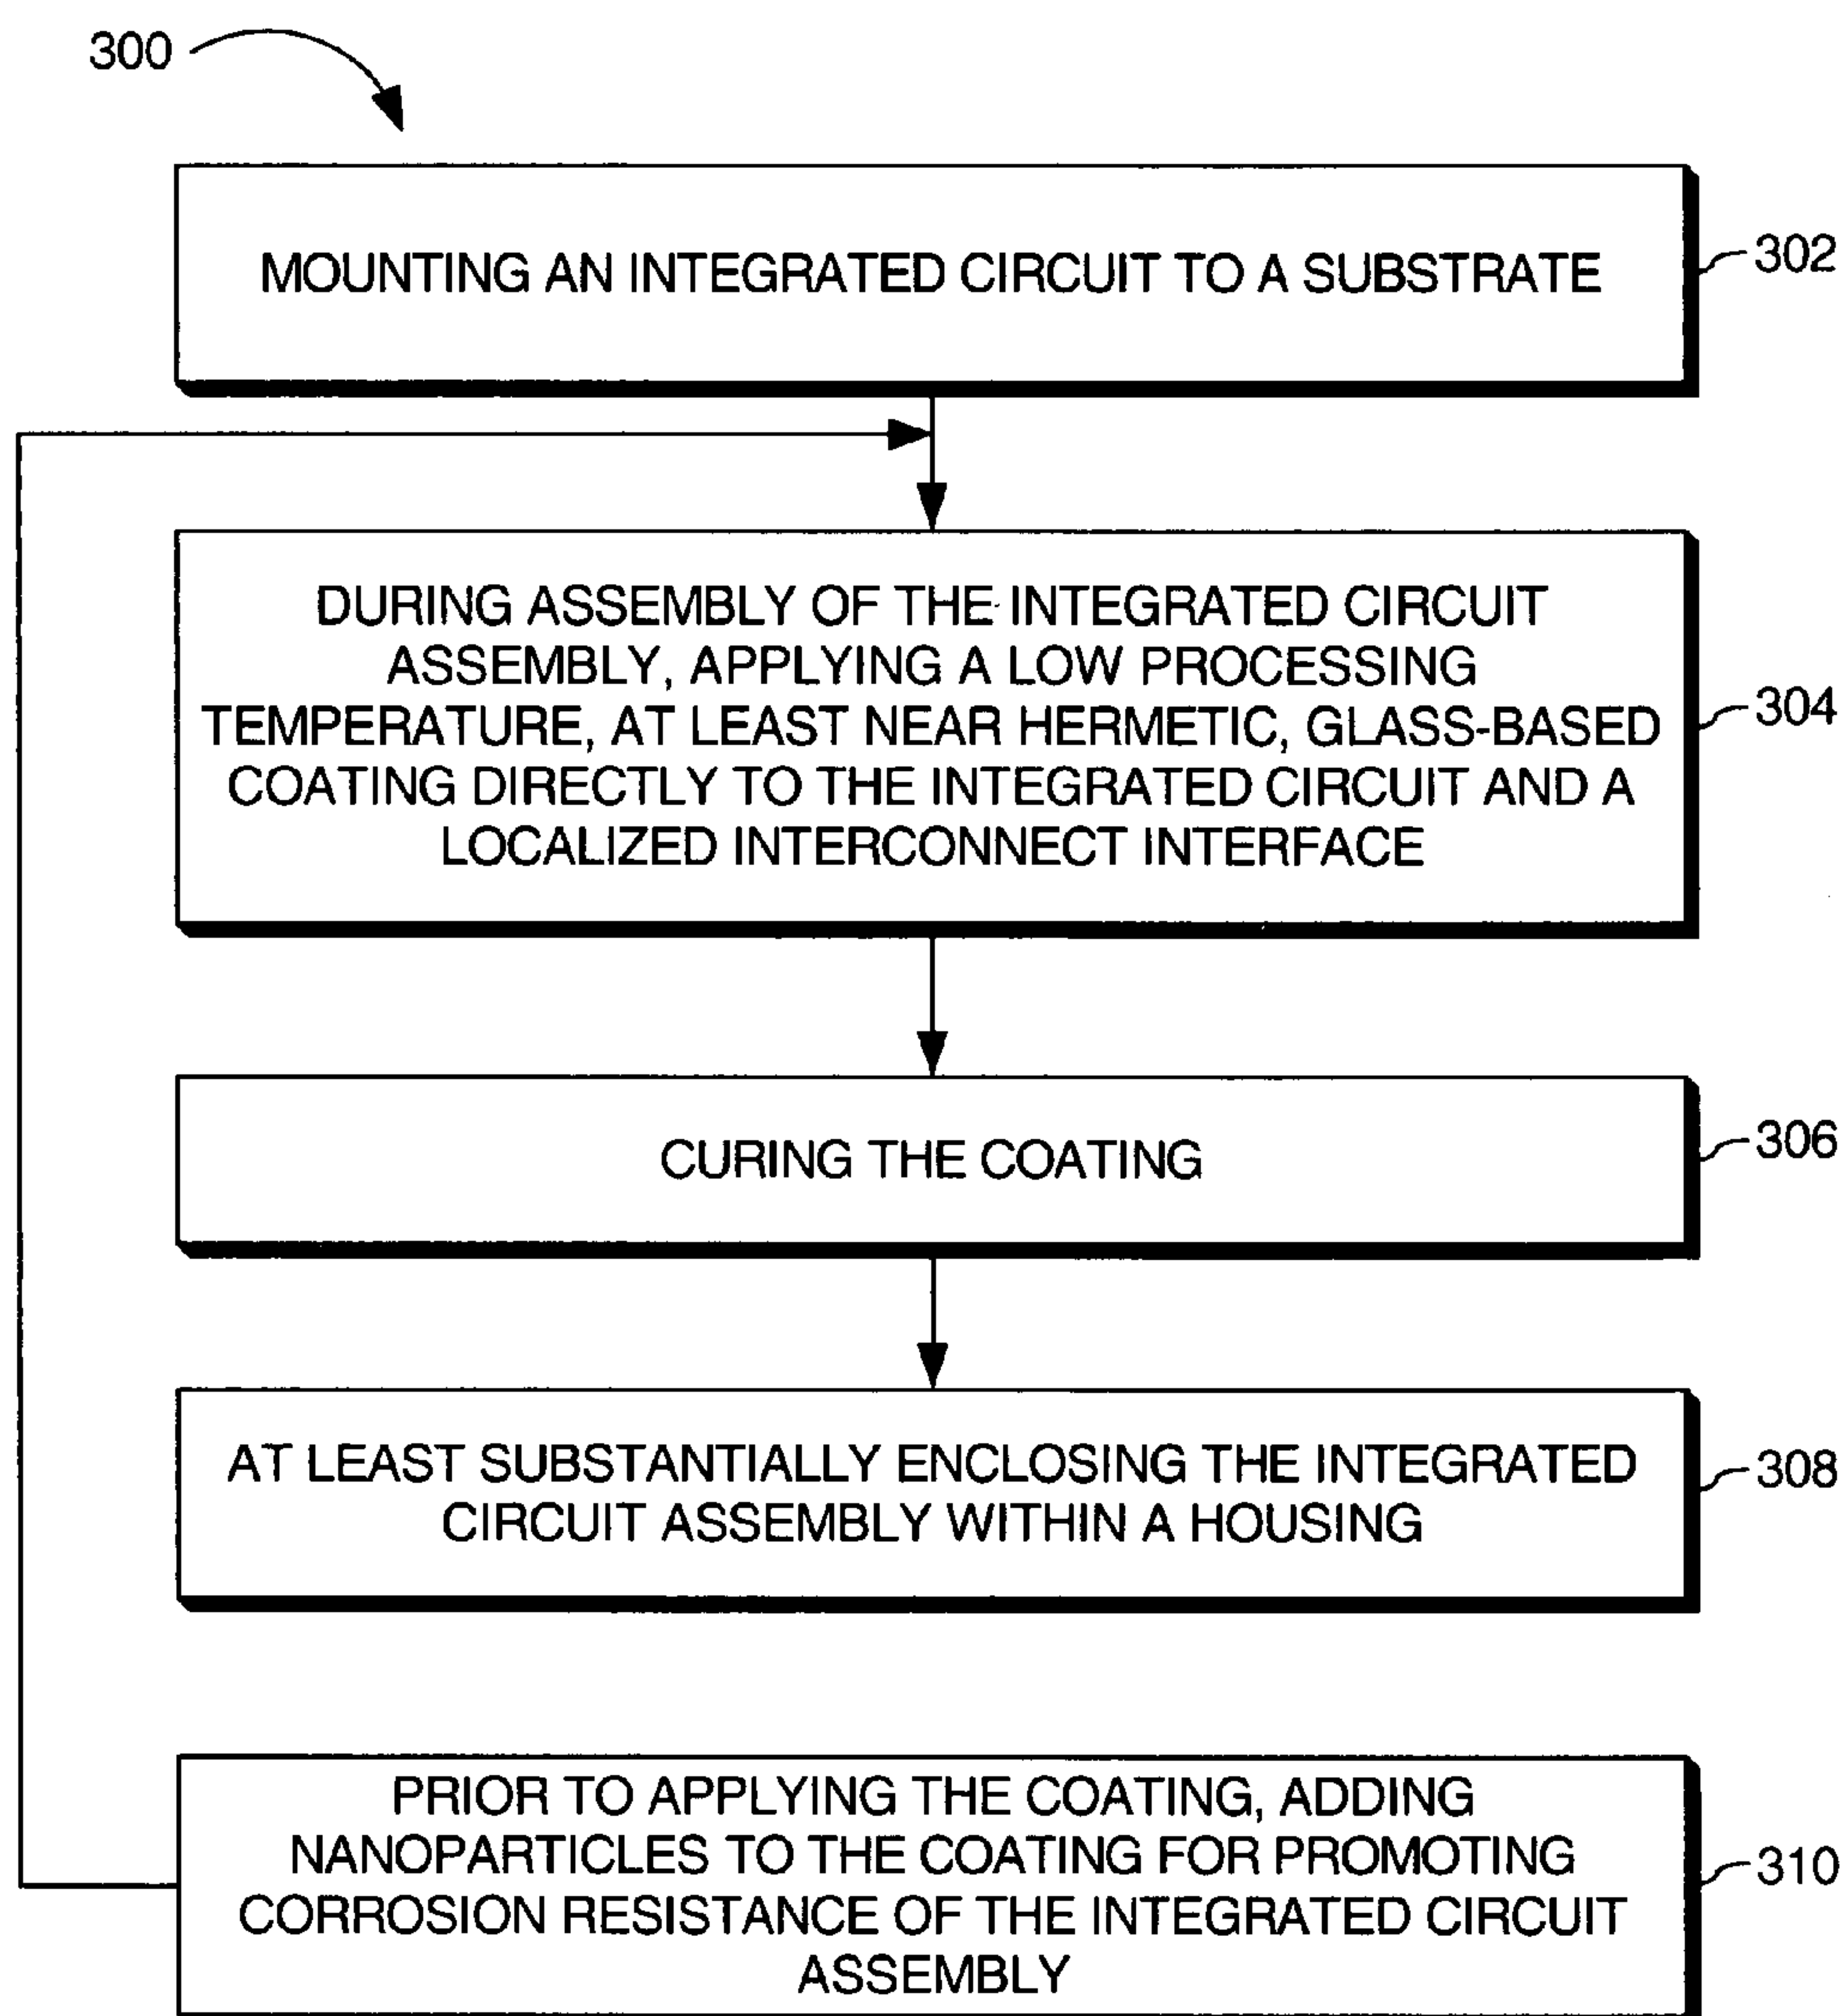 300
MOUNTING AN INTEGRATED CIRCUIT TO A SUBSTRATE
302
DURING ASSEMBLY OF THE INTEGRATED CIRCUIT
ASSEMBLY, APPLYING A LOW PROCESSING
TEMPERATURE, AT LEAST NEAR HERMETIC, GLASS-BASED
COATING DIRECTLY TO THE INTEGRATED CIRCUIT AND A
LOCALIZED INTERCONNECT INTERFACE
304
CURING THE COATING
306
AT LEAST SUBSTANTIALLY ENCLOSING THE INTEGRATED
CIRCUIT ASSEMBLY WITHIN A HOUSING
308
PRIOR TO APPLYING THE COATING, ADDING
NANOPARTICLES TO THE COATING FOR PROMOTING
CORROSION RESISTANCE OF THE INTEGRATED CIRCUIT
ASSEMBLY
310